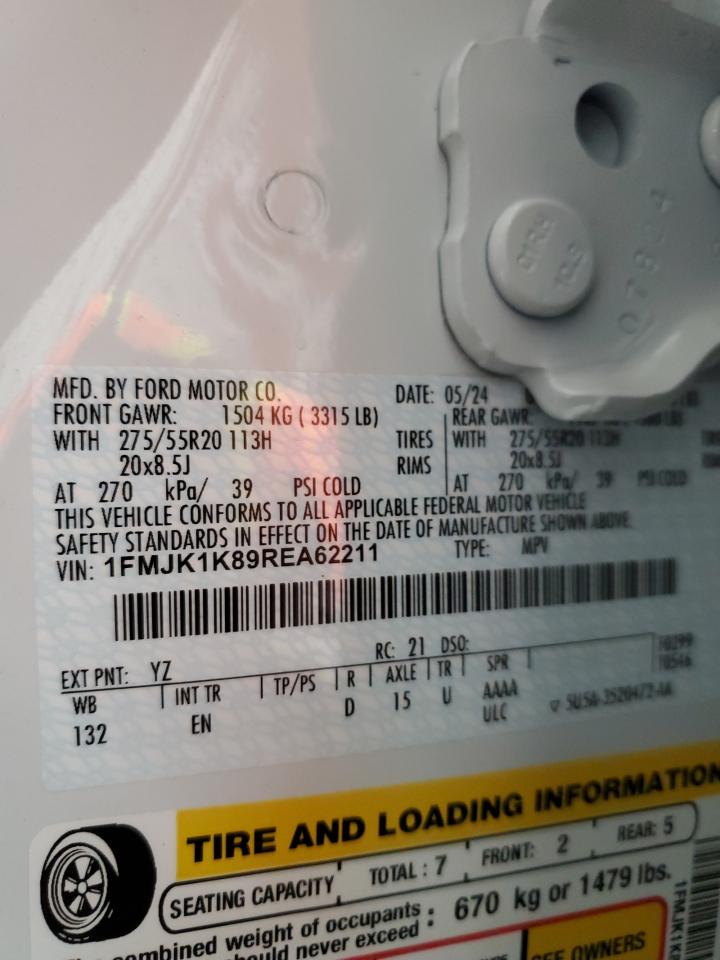 07824
MFD. BY FORD MOTOR CO. DATE: 05/24
FRONT GAWR: 1504 KG ( 3315 LB) REAR GAWR:
WITH 275/55R20 113H TIRES WITH 275/55R20 113H
20x8.5J RIMS 20x8.5J
AT 270 kPa/ 39 PSI COLD AT 270 kPa/ 39 PSI COLD
THIS VEHICLE CONFORMS TO ALL APPLICABLE FEDERAL MOTOR VEHICLE
SAFETY STANDARDS IN EFFECT ON THE DATE OF MANUFACTURE SHOWN ABOVE.
VIN: 1FMJK1K89REA62211 TYPE: MPV
EXT PNT: YZ RC: 21 DSO:
WB INT TR TP/PS R AXLE TR SPR
132 EN D 15 U AAAA
ULC
TIRE AND LOADING INFORMATION
SEATING CAPACITY TOTAL : 7 FRONT: 2 REAR: 5
combined weight of occupants : 670 kg or 1479 lbs.
should never exceed
SEE OWNERS